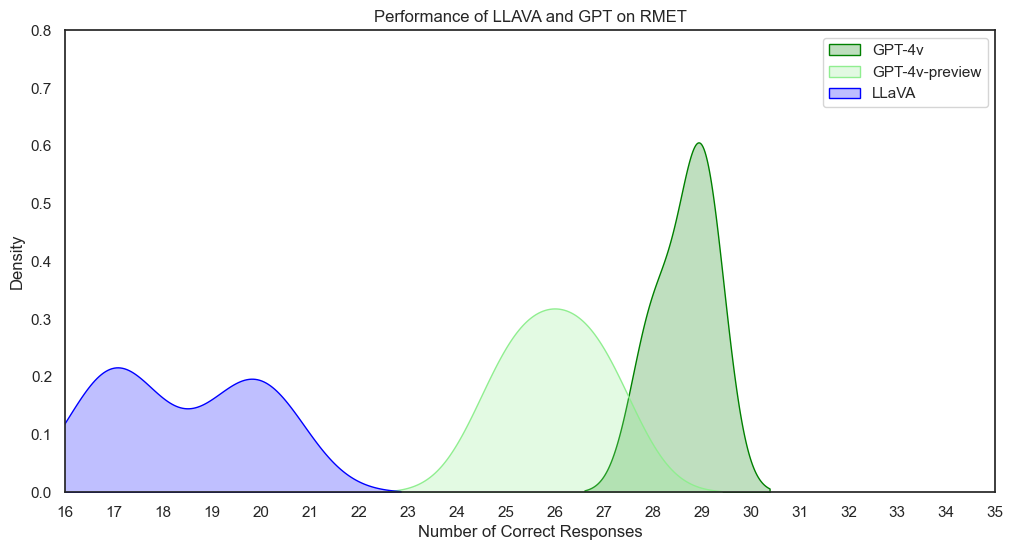 Performance of LLAVA and GPT on RMET
0.8
0.7
0.6
0.5
0.4
0.3
0.2
0.1
0.0
Density
GPT-4v
GPT-4v-preview
LLaVA
16 17 18 19 20 21 22 23 24 25 26 27 28 29 30 31 32 33 34 35
Number of Correct Responses